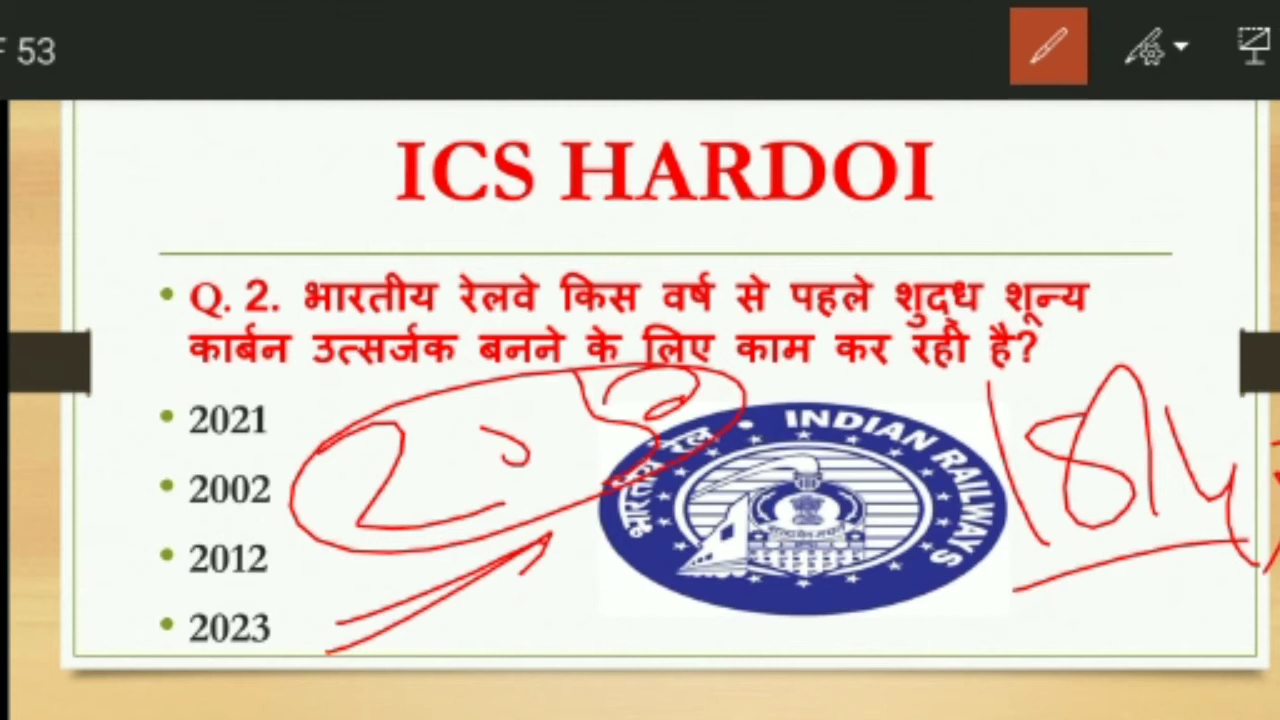 F 53
ICS HARDOI
Q. 2. भारतीय रेलवे किस वर्ष से पहले शुद्ध शून्य
कार्बन उत्सर्जक बनने के लिए काम कर रही है?
2021
2002
2012
2023
भारतीय रेल • INDIAN RAILWAYS